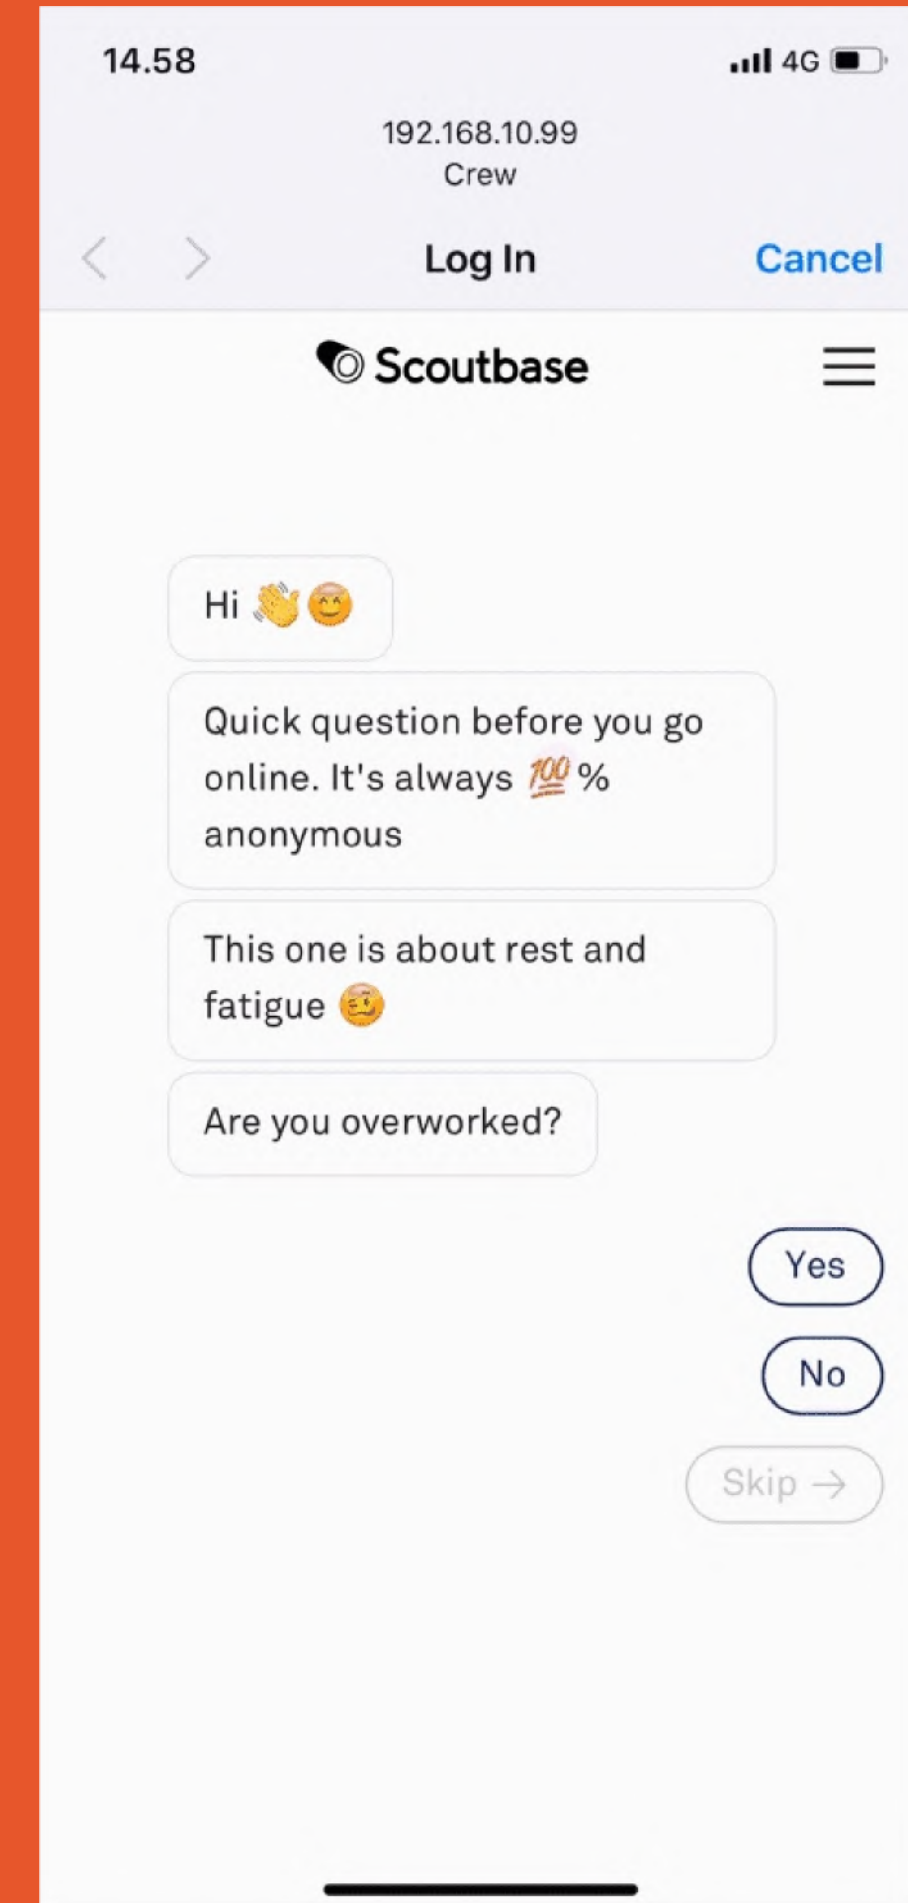 14.58
4G
192.168.10.99
Crew
Log In
Cancel
Scoutbase
Hi 👋😊
Quick question before you go
online. It's always 💯%
anonymous
This one is about rest and
fatigue 🥴
Are you overworked?
Yes
No
Skip →